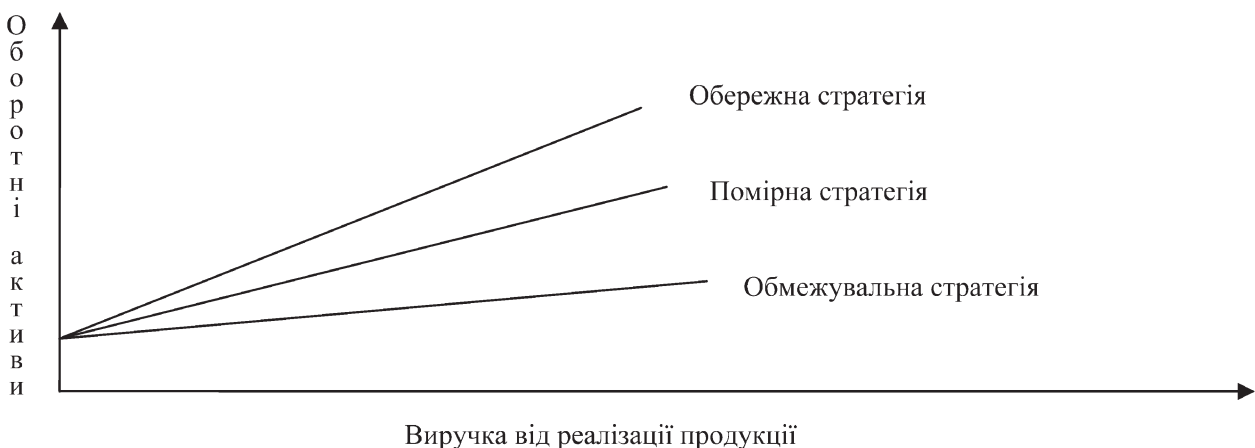 Оборотні активи
Обережна стратегія
Помірна стратегія
Обмежувальна стратегія
Виручка від реалізації продукції